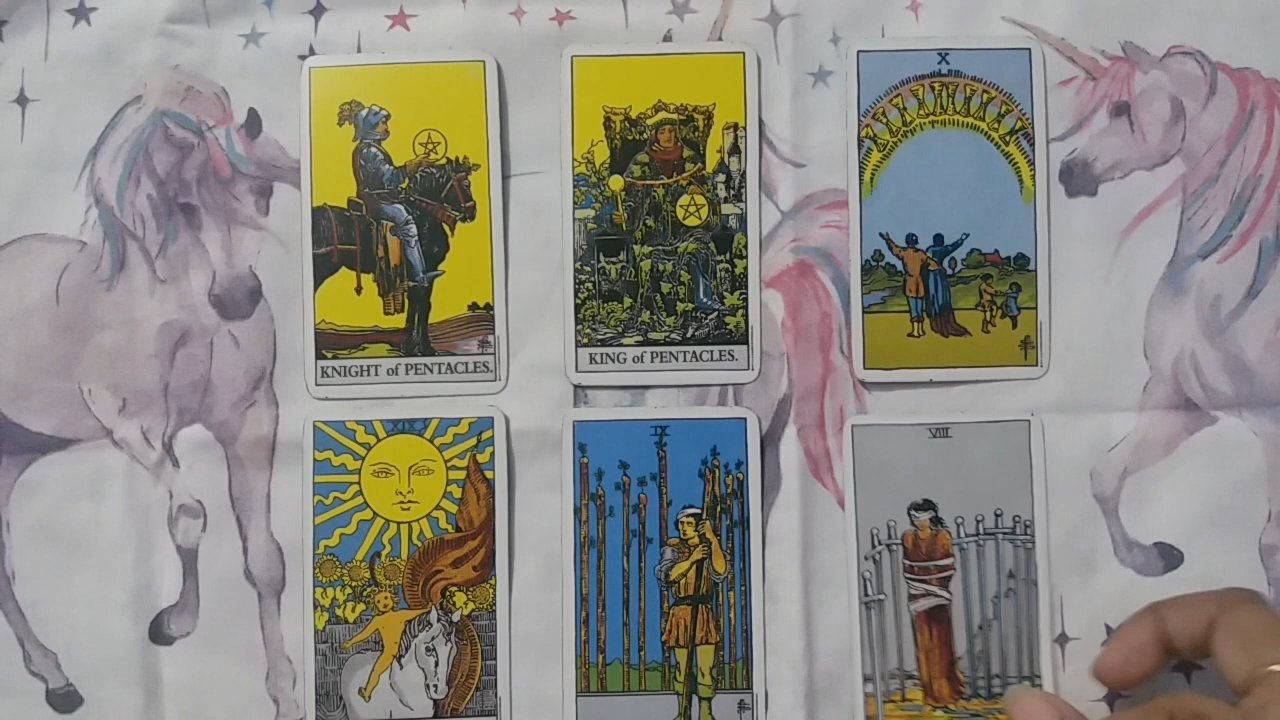 X
KNIGHT of PENTACLES.
KING of PENTACLES.
XIX
IX
VIII